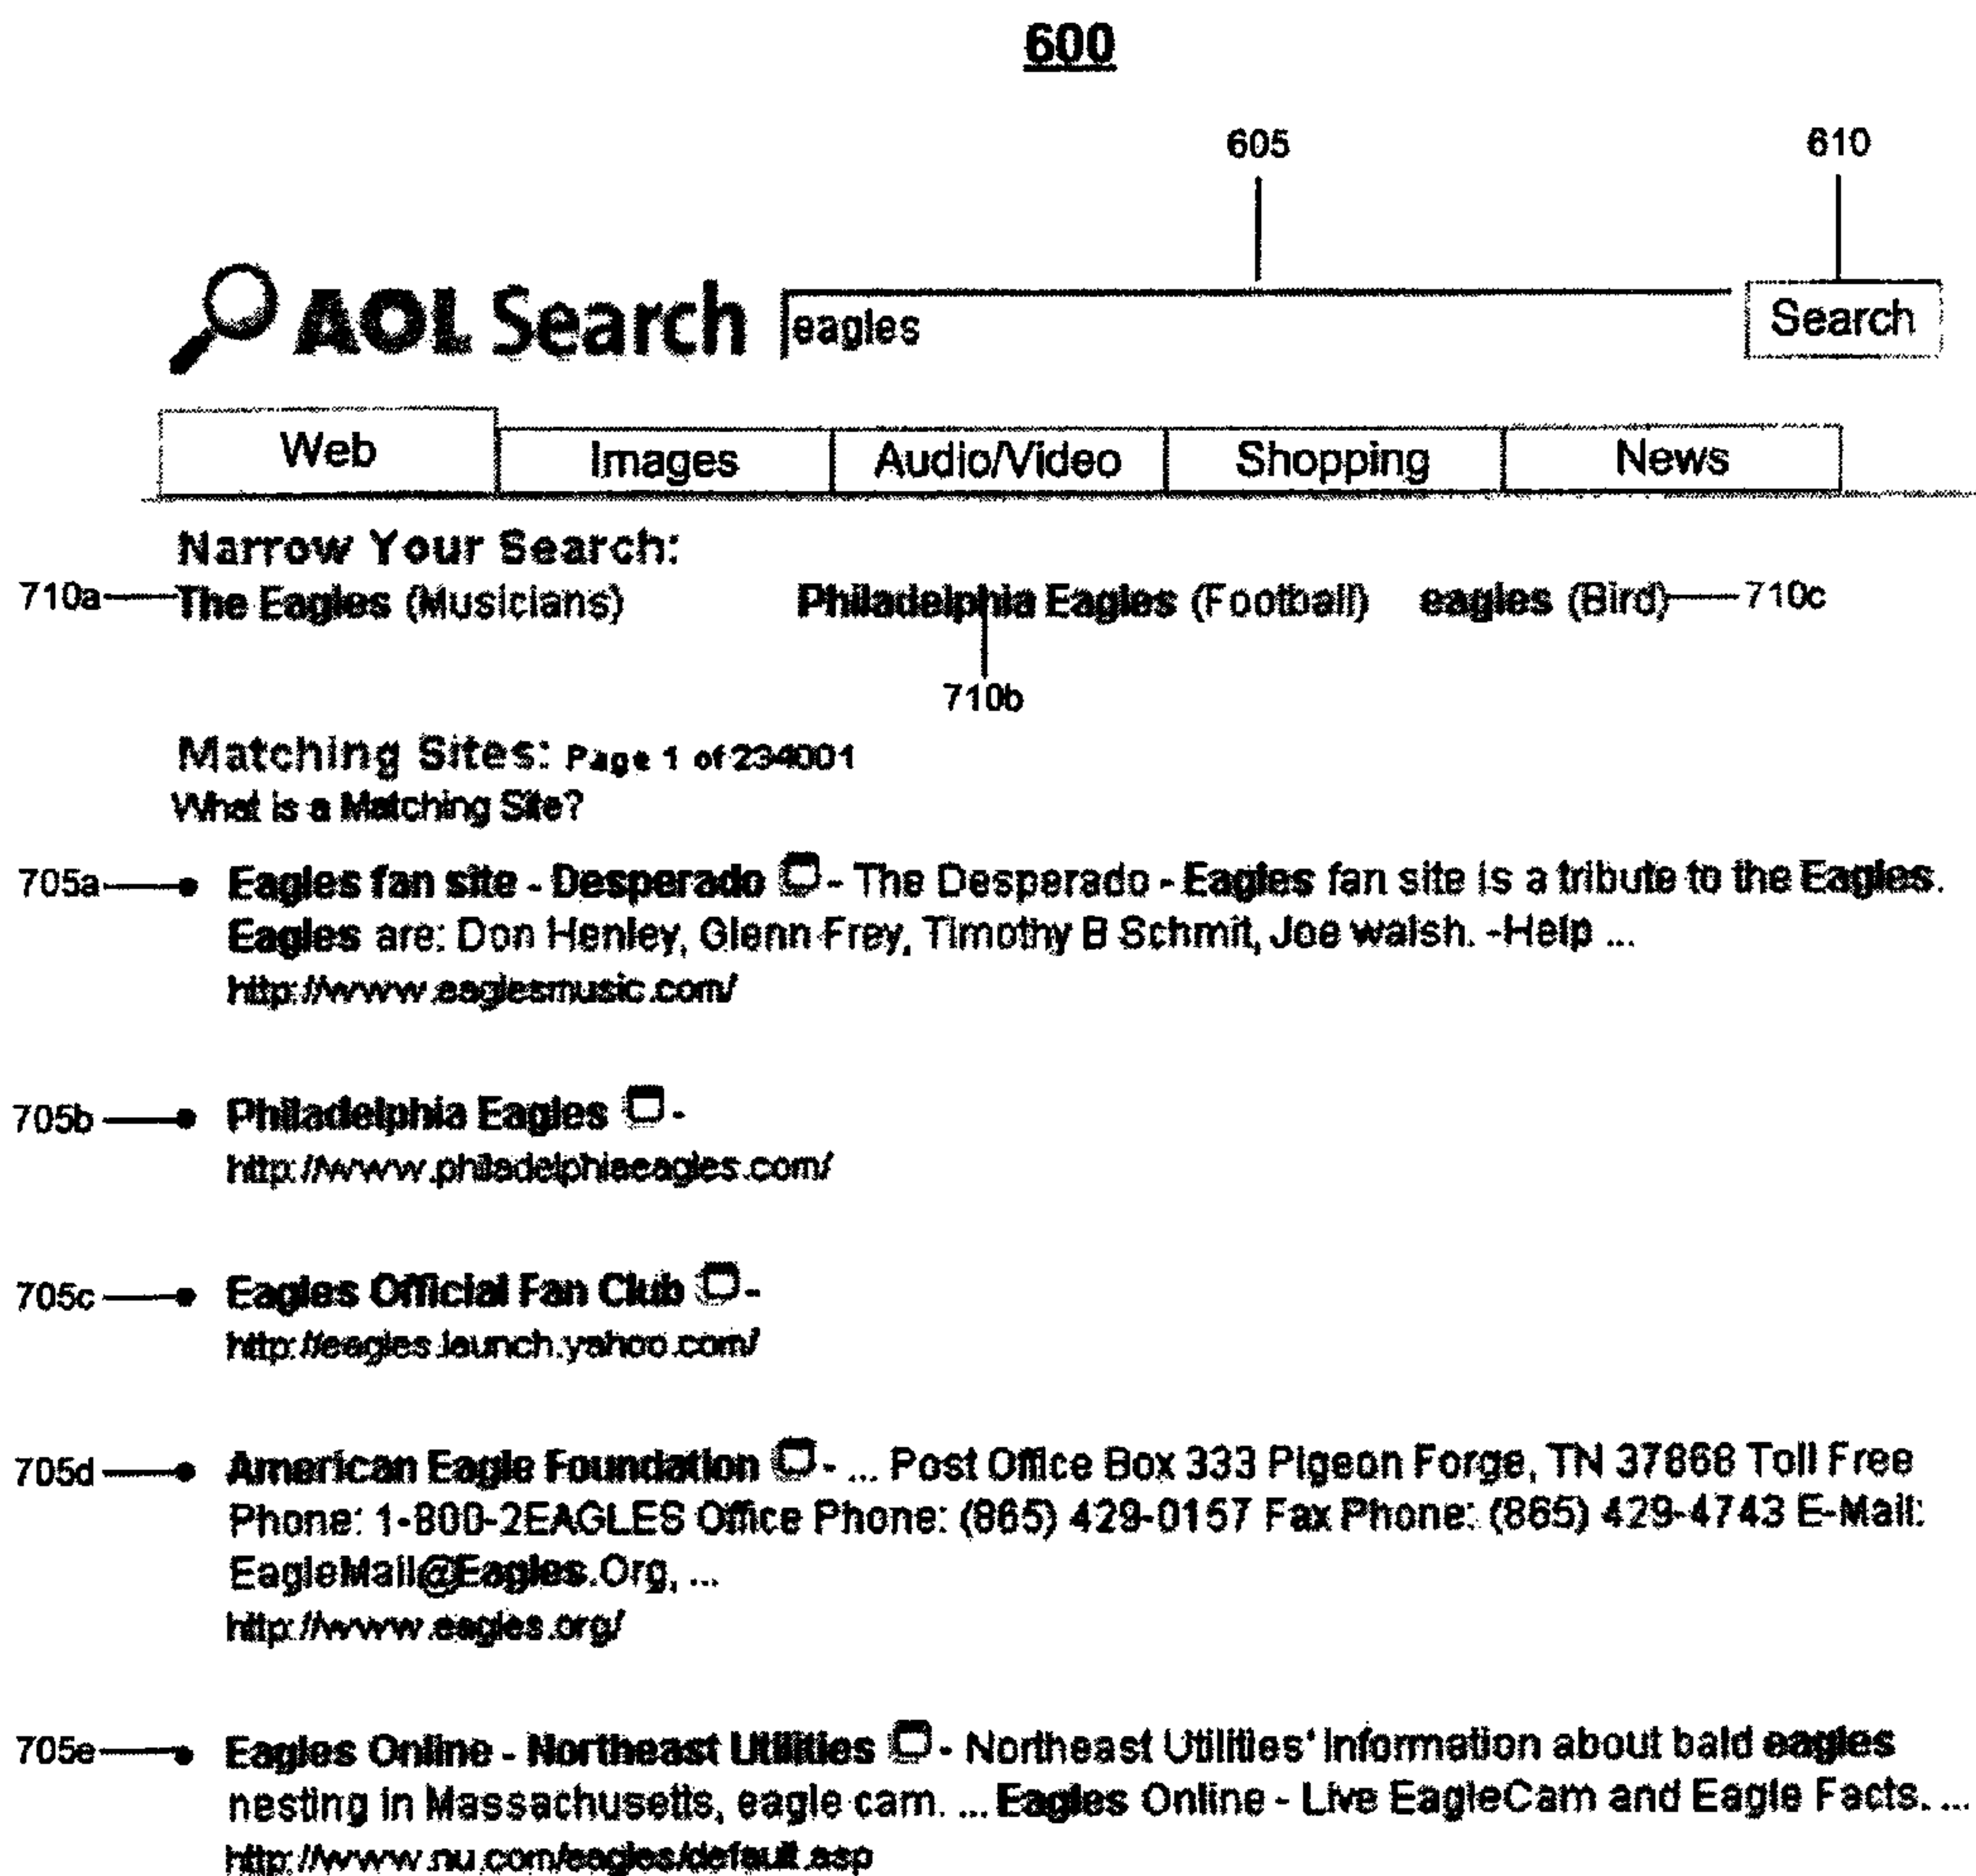 600
605 610
AOL Search eagles Search
Web Images Audio/Video Shopping News
Narrow Your Search:
710a The Eagles (Musicians) Philadelphia Eagles (Football) eagles (Bird) 710c
710b
Matching Sites: Page 1 of 234001
What is a Matching Site?
705a Eagles fan site - Desperado - The Desperado - Eagles fan site is a tribute to the Eagles.
Eagles are: Don Henley, Glenn Frey, Timothy B Schmit, Joe walsh. -Help ...
http://www.eaglesmusic.com/
705b Philadelphia Eagles -
http://www.philadelphiaeagles.com/
705c Eagles Official Fan Club -
http://eagles.launch.yahoo.com/
705d American Eagle Foundation - ... Post Office Box 333 Pigeon Forge, TN 37868 Toll Free
Phone: 1-800-2EAGLES Office Phone: (865) 429-0157 Fax Phone: (865) 429-4743 E-Mail:
EagleMail@Eagles.Org, ...
http://www.eagles.org/
705e Eagles Online - Northeast Utilities - Northeast Utilities' Information about bald eagles
nesting in Massachusetts, eagle cam. ... Eagles Online - Live EagleCam and Eagle Facts. ...
http://www.nu.com/eagles/default.asp